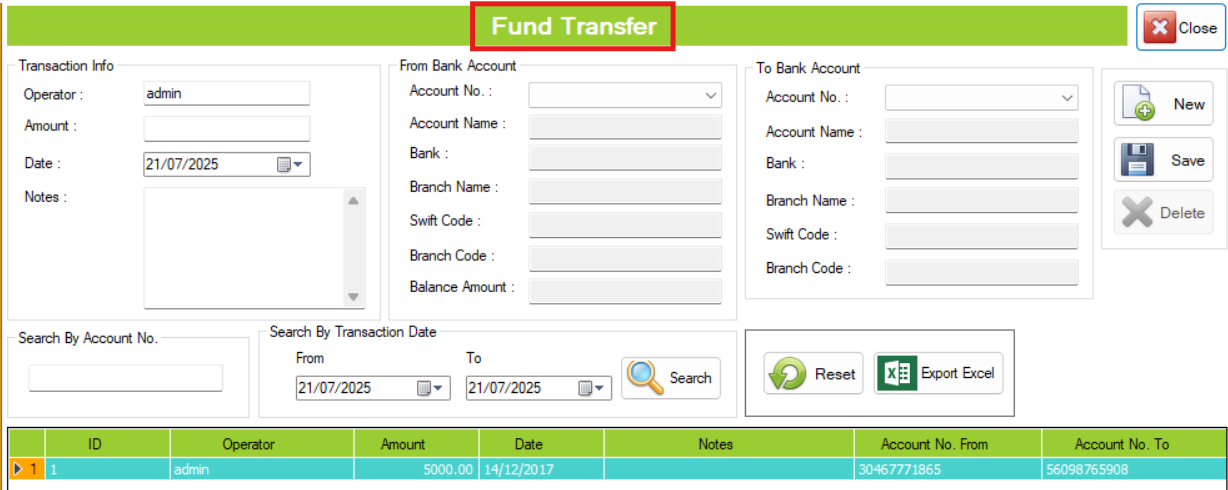 Fund Transfer
Close
Transaction Info
Operator :
admin
Amount :
Date :
21/07/2025
Notes :
From Bank Account
Account No. :
Account Name :
Bank :
Branch Name :
Swift Code :
Branch Code :
Balance Amount :
To Bank Account
Account No. :
Account Name :
Bank :
Branch Name :
Swift Code :
Branch Code :
New
Save
Delete
Search By Account No.
Search By Transaction Date
From To
21/07/2025 21/07/2025
Search
Reset
Export Excel
ID Operator Amount Date Notes Account No. From Account No. To
1 1 admin 5000.00 14/12/2017 30467771865 56098765908